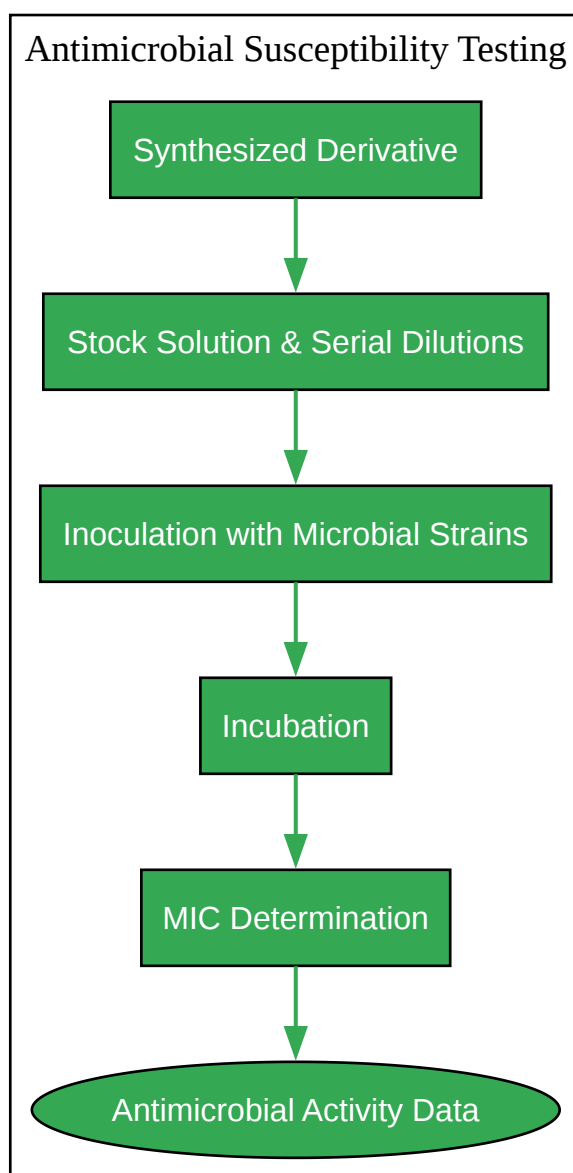 Antimicrobial Susceptibility Testing
Synthesized Derivative
Stock Solution & Serial Dilutions
Inoculation with Microbial Strains
Incubation
MIC Determination
Antimicrobial Activity Data